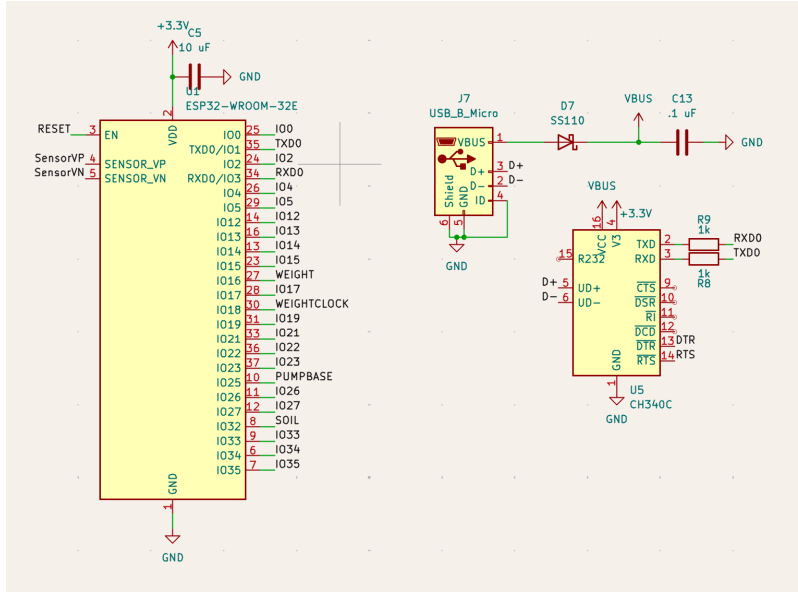 +3.3V
C5
10 uF
GND
U1
ESP32-WROOM-32E
2
VDD
RESET 3 EN
SensorVP 4 SENSOR_VP
SensorVN 5 SENSOR_VN
IO0 25 IO0
TXD0/IO1 35 TXD0
IO2 24 IO2
RXD0/IO3 34 RXD0
IO4 26 IO4
IO5 29 IO5
IO12 14 IO12
IO13 16 IO13
IO14 13 IO14
IO15 23 IO15
IO16 27 WEIGHT
IO17 28 IO17
IO18 30 WEIGHTCLOCK
IO19 31 IO19
IO21 33 IO21
IO22 36 IO22
IO23 37 IO23
IO25 10 PUMPBASE
IO26 11 IO26
IO27 12 IO27
IO32 8 SOIL
IO33 9 IO33
IO34 6 IO34
IO35 7 IO35
GND
1
GND
J7
USB_B_Micro
VBUS 1
D+ 3 D+
D- 2 D-
ID 4
Shield
GND
6 5
GND
D7
SS110
VBUS
C13
.1 uF
GND
VBUS
+3.3V
16 4
VCC V3
15 R232
D+ 5 UD+
D- 6 UD-
TXD 2
RXD 3
CTS 9
DSR 10
RI 11
DCD 12
DTR 13 DTR
RTS 14 RTS
R9
1k
RXD0
TXD0
1k
R8
GND
1
GND
U5
CH340C